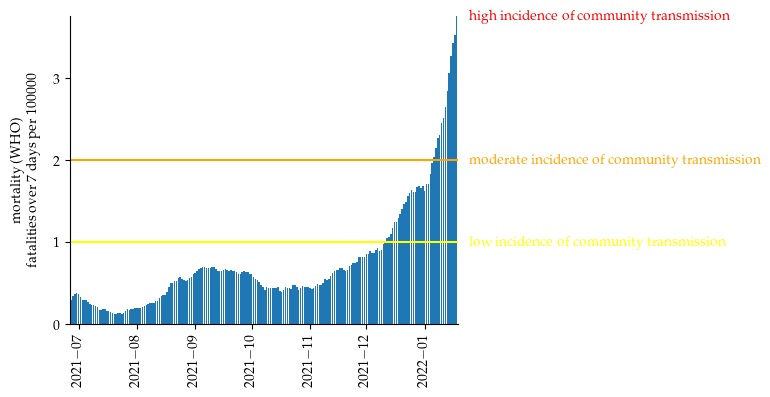 high incidence of community transmission
3
mortality (WHO)
fatalities over 7 days per 100000
2
moderate incidence of community transmission
1
low incidence of community transmission
0
2021−07
2021−08
2021−09
2021−10
2021−11
2021−12
2022−01